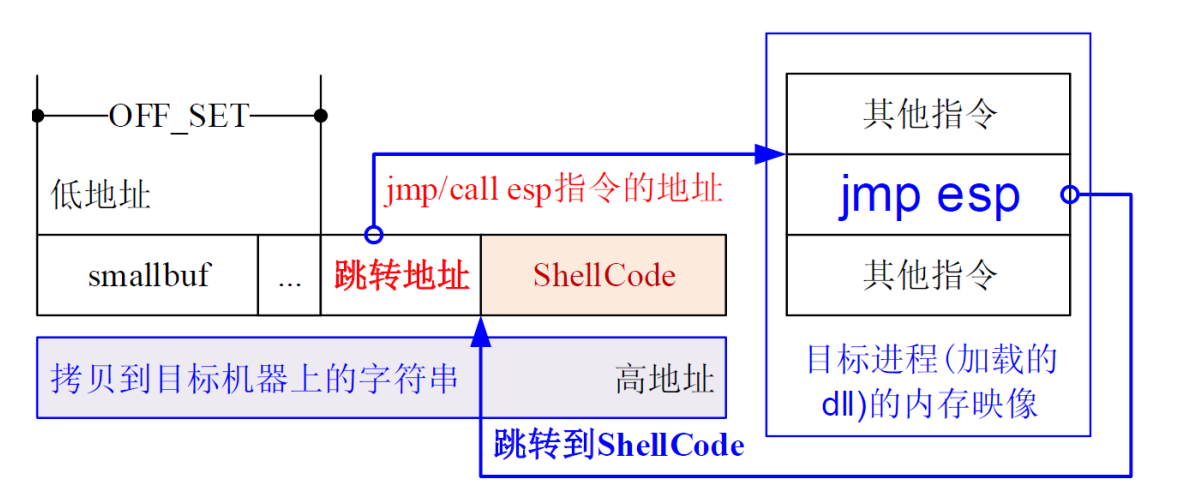 OFF_SET
低地址
jmp/call esp指令的地址
smallbuf
...
跳转地址
ShellCode
拷贝到目标机器上的字符串
高地址
跳转到ShellCode
其他指令
jmp esp
其他指令
目标进程(加载的
dll)的内存映像